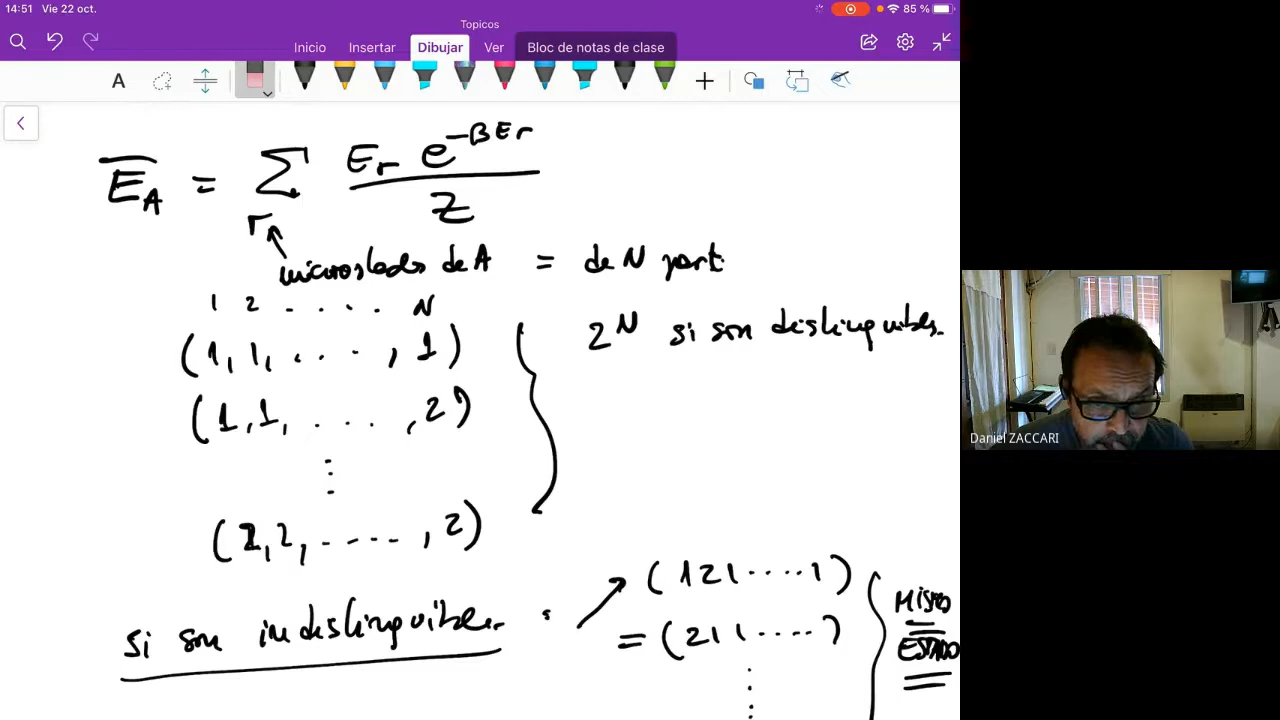 14:51 Vie 22 oct. 85 %
Topicos
Inicio Insertar Dibujar Ver Bloc de notas de clase
A
E̅_A = Σ_r E_r e^{-βE_r} / Z
microstados de A = de N part.
1 2 . . . . . N
(1, 1, . . . . , 1)
2^N si son distinguibles.
(1, 1, . . . . , 2)
⋮
(2, 2, . . . . . , 2)
si son indistinguibles :
(1 2 1 . . . . . 1)
= (2 1 1 . . . . . )
⋮
MISMO
ESTADO
Daniel ZACCARI